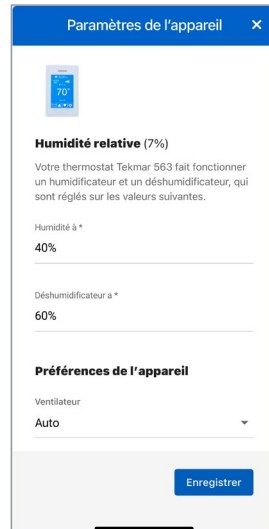 Paramètres de l'appareil ×
70°
Humidité relative (7%)
Votre thermostat Tekmar 563 fait fonctionner
un humidificateur et un déshumidificateur, qui
sont réglés sur les valeurs suivantes.
Humidité à *
40%
Déshumidificateur a *
60%
Préférences de l'appareil
Ventilateur
Auto
Enregistrer